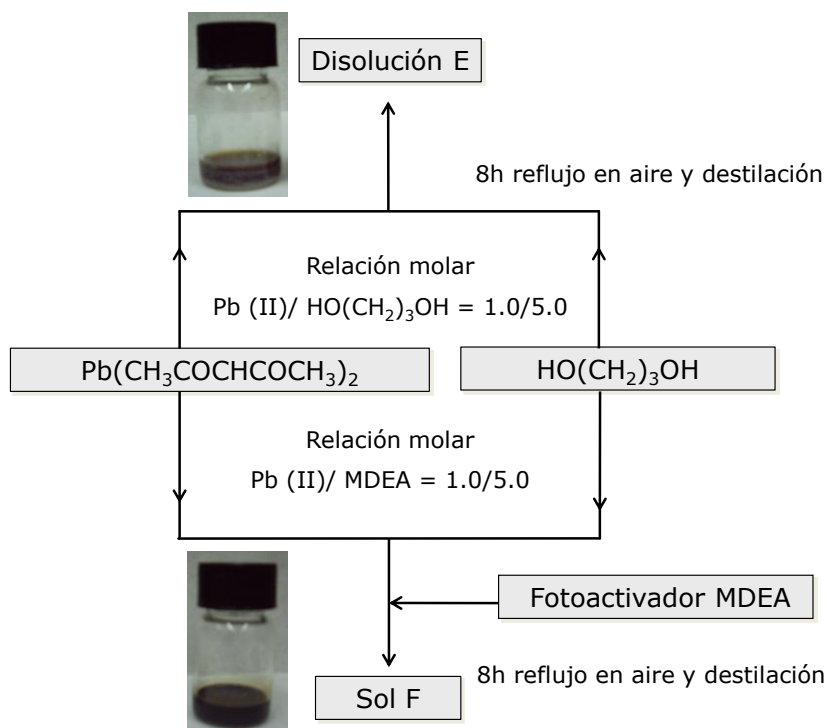 Disolución E
8h reflujo en aire y destilación
Relación molar
Pb (II)/ HO(CH₂)₃OH = 1.0/5.0
Pb(CH₃COCHCOCH₃)₂
HO(CH₂)₃OH
Relación molar
Pb (II)/ MDEA = 1.0/5.0
Fotoactivador MDEA
8h reflujo en aire y destilación
Sol F